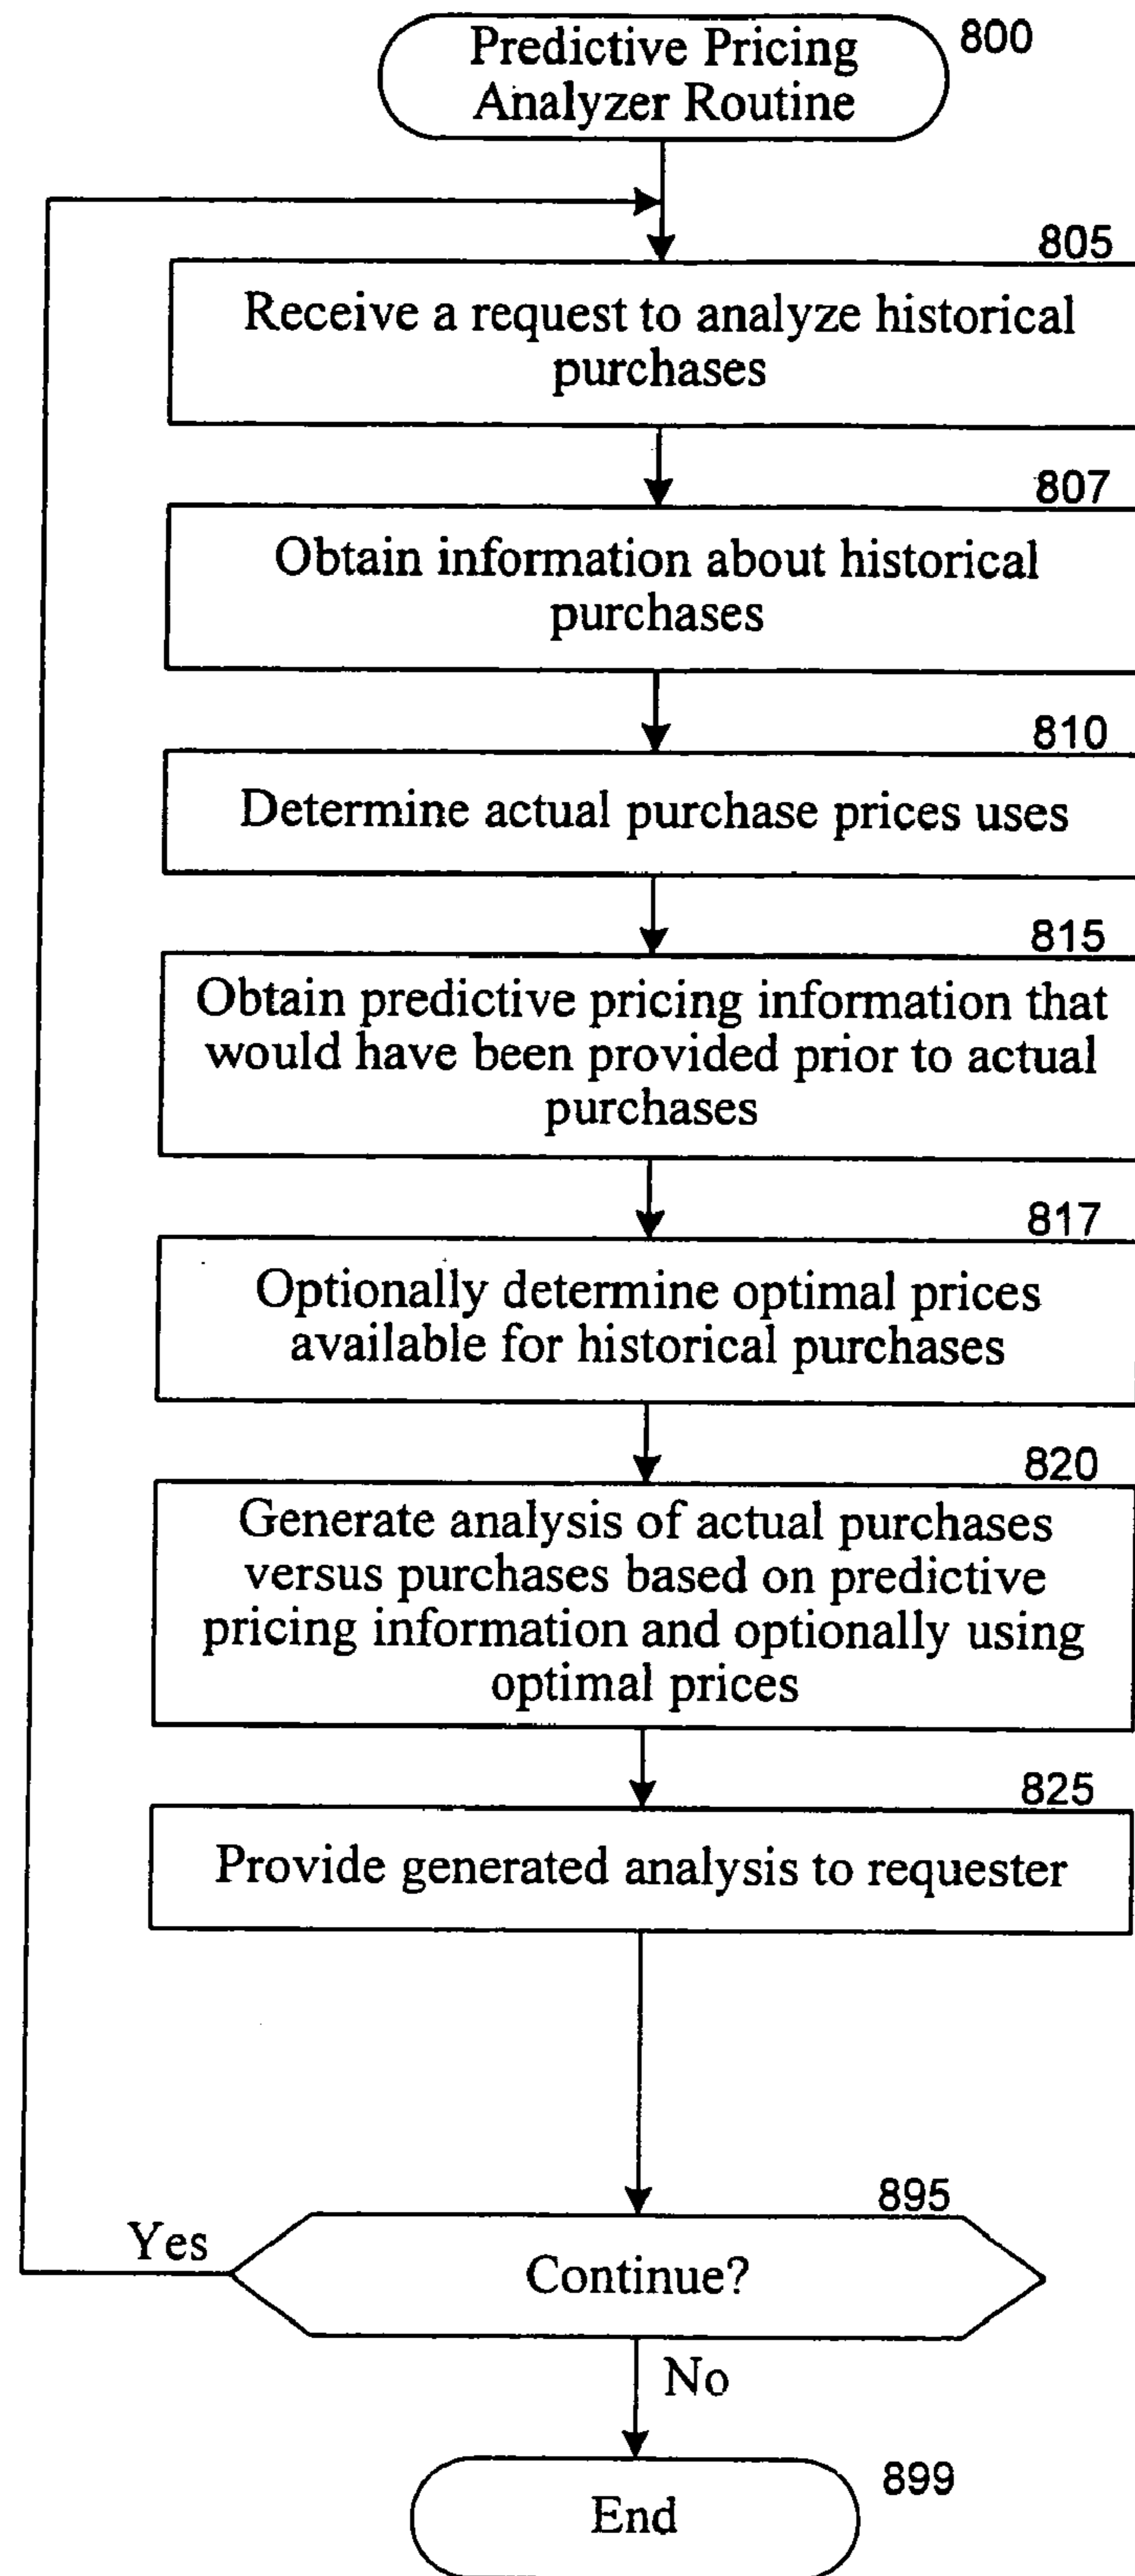 Predictive Pricing
Analyzer Routine
800
805
Receive a request to analyze historical
purchases
807
Obtain information about historical
purchases
810
Determine actual purchase prices uses
815
Obtain predictive pricing information that
would have been provided prior to actual
purchases
817
Optionally determine optimal prices
available for historical purchases
820
Generate analysis of actual purchases
versus purchases based on predictive
pricing information and optionally using
optimal prices
825
Provide generated analysis to requester
895
Yes
Continue?
No
899
End